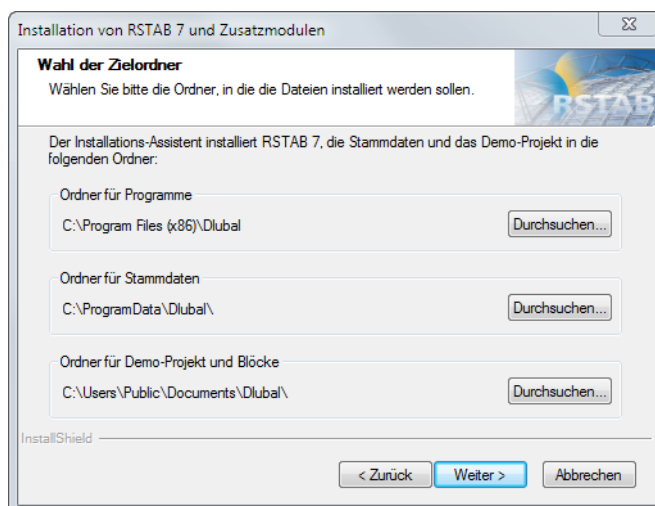 Installation von RSTAB 7 und Zusatzmodulen
Wahl der Zielordner
Wählen Sie bitte die Ordner, in die die Dateien installiert werden sollen.
RSTAB
Der Installations-Assistent installiert RSTAB 7, die Stammdaten und das Demo-Projekt in die
folgenden Ordner:
Ordner für Programme
C:\Program Files (x86)\Dlubal
Durchsuchen...
Ordner für Stammdaten
C:\ProgramData\Dlubal\
Durchsuchen...
Ordner für Demo-Projekt und Blöcke
C:\Users\Public\Documents\Dlubal\
Durchsuchen...
InstallShield
< Zurück
Weiter >
Abbrechen